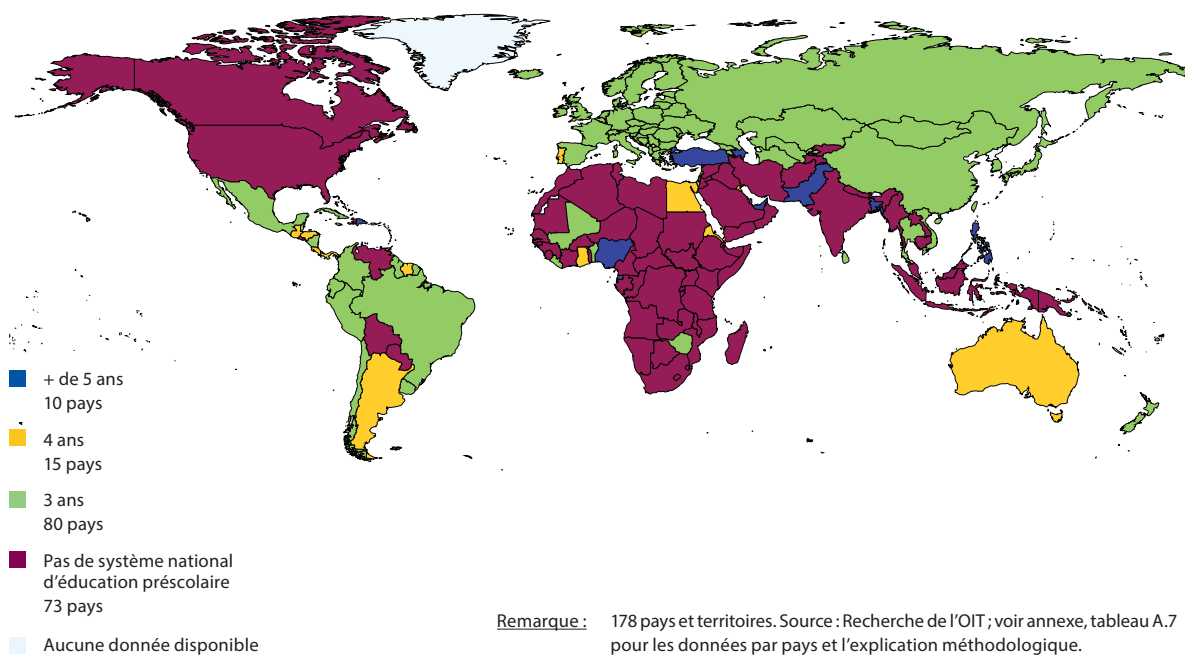 + de 5 ans
10 pays
4 ans
15 pays
3 ans
80 pays
Pas de système national
d’éducation préscolaire
73 pays
Aucune donnée disponible
Remarque : 178 pays et territoires. Source : Recherche de l’OIT ; voir annexe, tableau A.7
pour les données par pays et l’explication méthodologique.